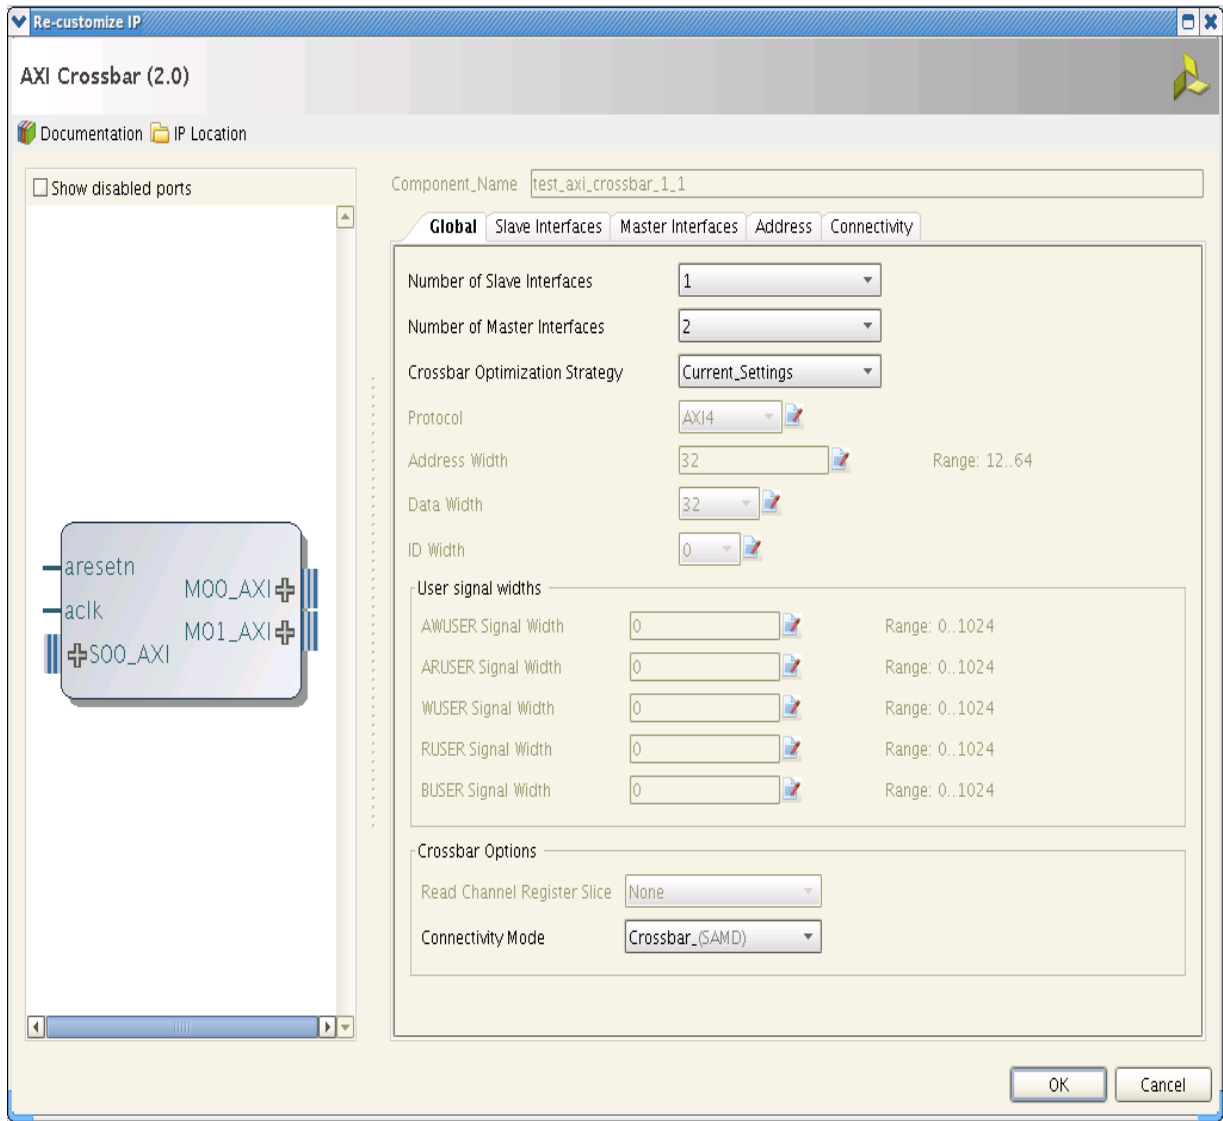 Re-customize IP
AXI Crossbar (2.0)
Documentation IP Location
Show disabled ports
aresetn
aclk
S00_AXI
M00_AXI
M01_AXI
Component_Name test_axi_crossbar_1_1
Global Slave Interfaces Master Interfaces Address Connectivity
Number of Slave Interfaces 1
Number of Master Interfaces 2
Crossbar Optimization Strategy Current_Settings
Protocol AXI4
Address Width 32 Range: 12..64
Data Width 32
ID Width 0
User signal widths
AWUSER Signal Width 0 Range: 0..1024
ARUSER Signal Width 0 Range: 0..1024
WUSER Signal Width 0 Range: 0..1024
RUSER Signal Width 0 Range: 0..1024
BUSER Signal Width 0 Range: 0..1024
Crossbar Options
Read Channel Register Slice None
Connectivity Mode Crossbar_(SAMD)
OK Cancel